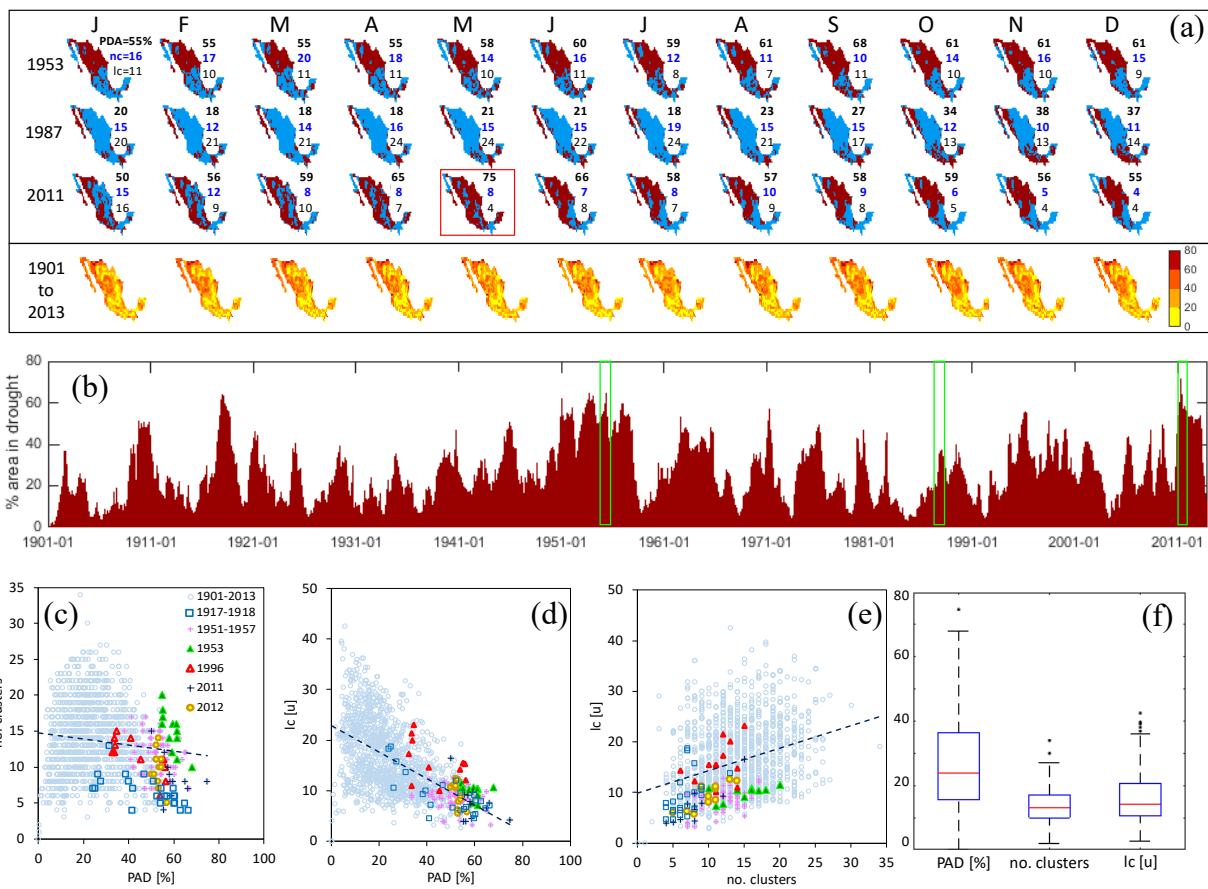 J F M A M J J A S O N D (a)
PDA=55% 55 55 55 58 60 59 61 68 61 61 61
1953 nc=16 17 20 18 14 16 12 11 10 14 16 15
lc=11 10 11 11 10 11 8 7 11 10 10 9
20 18 18 18 21 21 18 23 27 34 38 37
1987 15 12 14 16 15 15 19 15 15 12 10 11
20 21 21 24 24 22 24 21 17 13 13 14
50 56 59 65 75 66 58 57 58 59 56 55
2011 15 12 8 8 8 7 8 10 9 6 5 4
16 9 10 7 4 8 7 9 8 5 4 4
1901
to
2013
80
60
40
20
0
(b)
% area in drought
80
60
40
20
0
1901-01 1911-01 1921-01 1931-01 1941-01 1951-01 1961-01 1971-01 1981-01 1991-01 2001-01 2011-01
(c)
no. clusters
35
30
25
20
15
10
5
0
1901-2013
1917-1918
1951-1957
1953
1996
2011
2012
0 20 40 60 80 100
PAD [%]
(d)
lc [u]
50
40
30
20
10
0
0 20 40 60 80 100
PAD [%]
(e)
lc [u]
50
40
30
20
10
0
0 5 10 15 20 25 30 35
no. clusters
(f)
80
60
40
20
0
PAD [%] no. clusters lc [u]